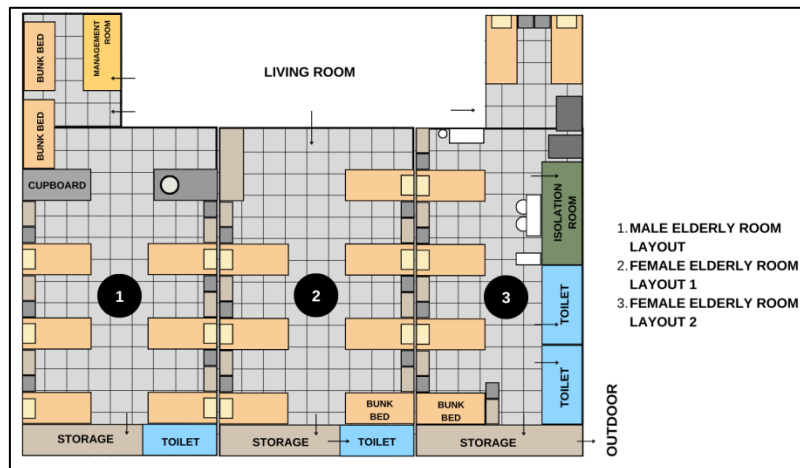 BUNK BED
MANAGEMENT
ROOM
LIVING ROOM
BUNK BED
CUPBOARD
ISOLATION
ROOM
1
2
3
TOILET
TOILET
BUNK
BED
BUNK
BED
STORAGE
TOILET
STORAGE
TOILET
STORAGE
OUTDOOR
1. MALE ELDERLY ROOM
LAYOUT
2. FEMALE ELDERLY ROOM
LAYOUT 1
3. FEMALE ELDERLY ROOM
LAYOUT 2